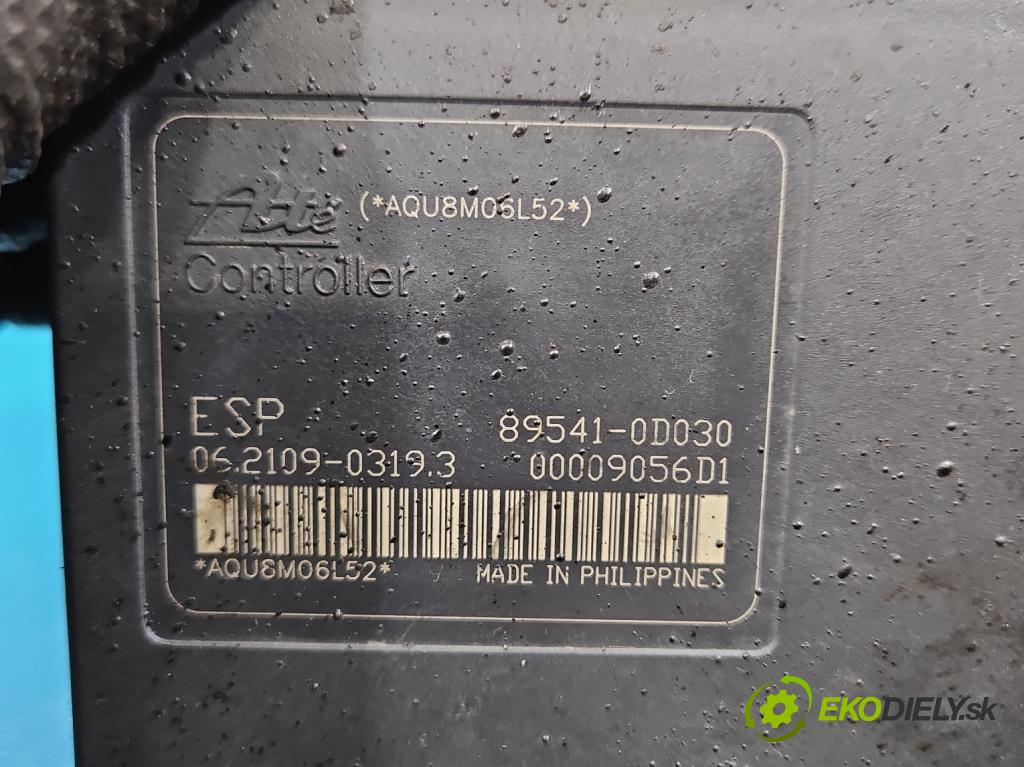 Ate (*AQU8M06L52*)
Controller
ESP 89541-0D030
06.2109-0319.3 00009056D1
*AQU8M06L52* MADE IN PHILIPPINES
EKODIELY.sk